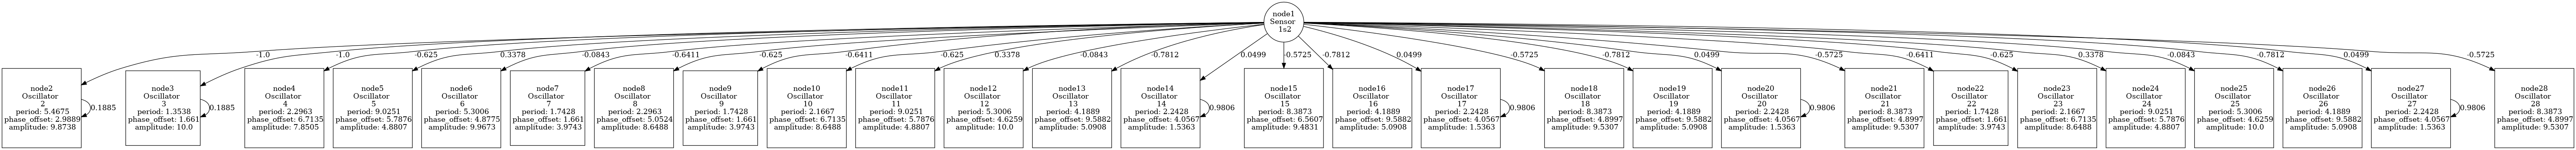 node1
Sensor
1s2
-1.0
-1.0
-0.625
0.3378
-0.0843
-0.6411
-0.625
-0.6411
-0.625
0.3378
-0.0843
-0.7812
0.0499
-0.5725
-0.7812
0.0499
-0.5725
-0.7812
0.0499
-0.5725
-0.6411
-0.625
0.3378
-0.0843
-0.7812
0.0499
-0.5725
node2
Oscillator
2
period: 5.4675
phase_offset: 2.9889
amplitude: 9.8738
0.1885
node3
Oscillator
3
period: 1.3538
phase_offset: 1.661
amplitude: 10.0
0.1885
node4
Oscillator
4
period: 2.2963
phase_offset: 6.7135
amplitude: 7.8505
node5
Oscillator
5
period: 9.0251
phase_offset: 5.7876
amplitude: 4.8807
node6
Oscillator
6
period: 5.3006
phase_offset: 4.8775
amplitude: 9.9673
node7
Oscillator
7
period: 1.7428
phase_offset: 1.661
amplitude: 3.9743
node8
Oscillator
8
period: 2.2963
phase_offset: 5.0524
amplitude: 8.6488
node9
Oscillator
9
period: 1.7428
phase_offset: 1.661
amplitude: 3.9743
node10
Oscillator
10
period: 2.1667
phase_offset: 6.7135
amplitude: 8.6488
node11
Oscillator
11
period: 9.0251
phase_offset: 5.7876
amplitude: 4.8807
node12
Oscillator
12
period: 5.3006
phase_offset: 4.6259
amplitude: 10.0
node13
Oscillator
13
period: 4.1889
phase_offset: 9.5882
amplitude: 5.0908
node14
Oscillator
14
period: 2.2428
phase_offset: 4.0567
amplitude: 1.5363
0.9806
node15
Oscillator
15
period: 8.3873
phase_offset: 6.5607
amplitude: 9.4831
node16
Oscillator
16
period: 4.1889
phase_offset: 9.5882
amplitude: 5.0908
node17
Oscillator
17
period: 2.2428
phase_offset: 4.0567
amplitude: 1.5363
0.9806
node18
Oscillator
18
period: 8.3873
phase_offset: 4.8997
amplitude: 9.5307
node19
Oscillator
19
period: 4.1889
phase_offset: 9.5882
amplitude: 5.0908
node20
Oscillator
20
period: 2.2428
phase_offset: 4.0567
amplitude: 1.5363
0.9806
node21
Oscillator
21
period: 8.3873
phase_offset: 4.8997
amplitude: 9.5307
node22
Oscillator
22
period: 1.7428
phase_offset: 1.661
amplitude: 3.9743
node23
Oscillator
23
period: 2.1667
phase_offset: 6.7135
amplitude: 8.6488
node24
Oscillator
24
period: 9.0251
phase_offset: 5.7876
amplitude: 4.8807
node25
Oscillator
25
period: 5.3006
phase_offset: 4.6259
amplitude: 10.0
node26
Oscillator
26
period: 4.1889
phase_offset: 9.5882
amplitude: 5.0908
node27
Oscillator
27
period: 2.2428
phase_offset: 4.0567
amplitude: 1.5363
0.9806
node28
Oscillator
28
period: 8.3873
phase_offset: 4.8997
amplitude: 9.5307